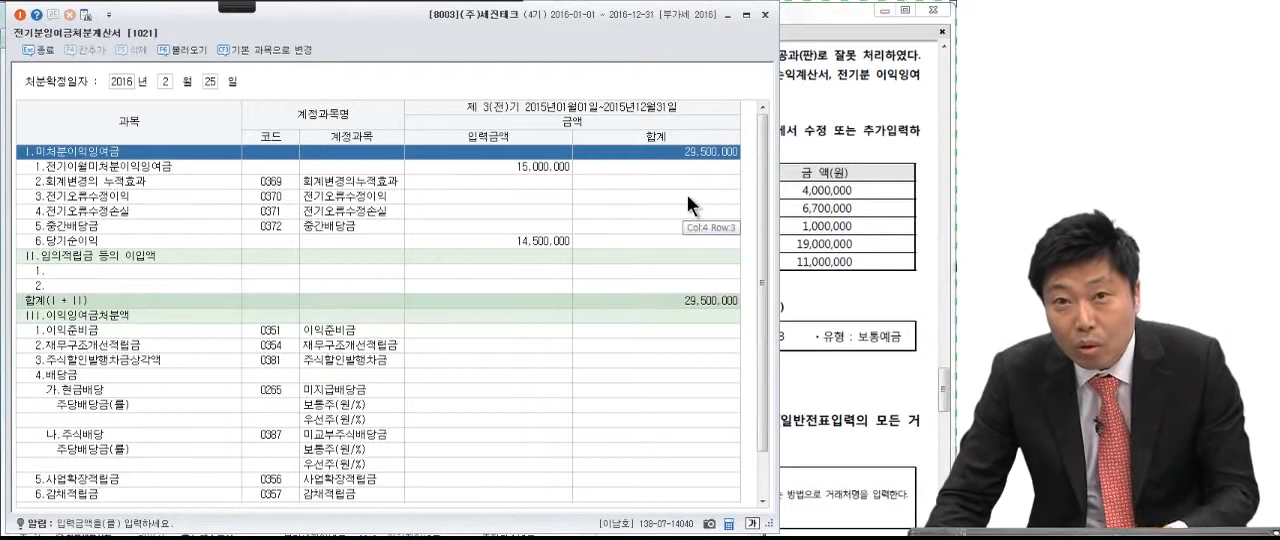 [8003] (주)세진테크 (4기) 2016-01-01 ~ 2016-12-31 [부가세 2016]
전기분잉여금처분계산서 [1021]
Esc 종료 F4 칸추가 F5 삭제 F6 불러오기 CF1 기본 과목으로 변경
처분확정일자 : 2016 년 2 월 25 일
과목 계정과목명 제 3(전)기 2015년01월01일~2015년12월31일
금액
코드 계정과목 입력금액 합계
I.미처분이익잉여금 29,500,000
1.전기이월미처분이익잉여금 15,000,000
2.회계변경의 누적효과 0369 회계변경의누적효과
3.전기오류수정이익 0370 전기오류수정이익
4.전기오류수정손실 0371 전기오류수정손실
5.중간배당금 0372 중간배당금
Col:4 Row:3
6.당기순이익 14,500,000
II.임의적립금 등의 이입액
1.
2.
합계(I + II) 29,500,000
III.이익잉여금처분액
1.이익준비금 0351 이익준비금
2.재무구조개선적립금 0354 재무구조개선적립금
3.주식할인발행차금상각액 0381 주식할인발행차금
4.배당금
가.현금배당 0265 미지급배당금
주당배당금(률) 보통주(원/%)
우선주(원/%)
나.주식배당 0387 미교부주식배당금
주당배당금(률) 보통주(원/%)
우선주(원/%)
5.사업확장적립금 0356 사업확장적립금
6.감채적립금 0357 감채적립금
알림 : 입력금액을(를) 입력하세요.
[이남호] 138-07-14040 가
공과(판)로 잘못 처리하였다.
손익계산서, 전기분 이익잉여
에서 수정 또는 추가입력하
금 액(원)
4,000,000
6,700,000
1,000,000
19,000,000
11,000,000
)
3 ・유형 : 보통예금
일반전표입력의 모든 거
는 방법으로 거래처명을 입력한다.